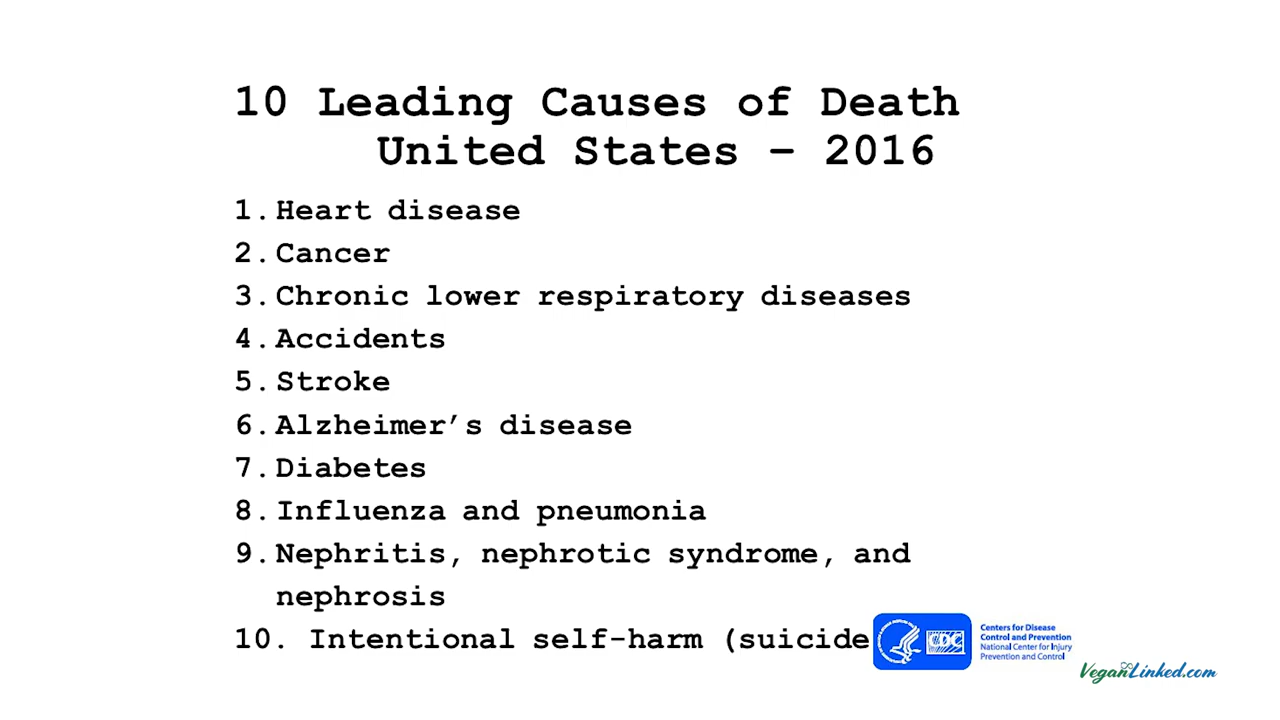 10 Leading Causes of Death
United States – 2016
1. Heart disease
2. Cancer
3. Chronic lower respiratory diseases
4. Accidents
5. Stroke
6. Alzheimer’s disease
7. Diabetes
8. Influenza and pneumonia
9. Nephritis, nephrotic syndrome, and
nephrosis
10. Intentional self-harm (suicide
CDC
Centers for Disease
Control and Prevention
National Center for Injury
Prevention and Control
VeganLinked.com